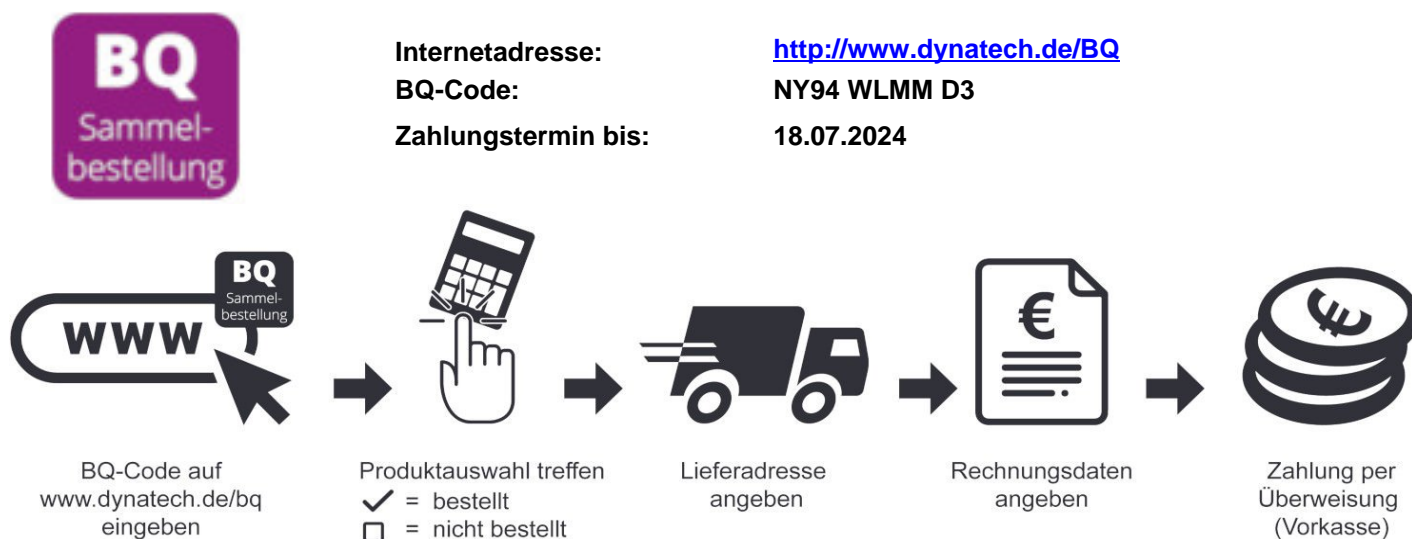 BQ
Sammel-
bestellung
Internetadresse: http://www.dynatech.de/BQ
BQ-Code: NY94 WLMM D3
Zahlungstermin bis: 18.07.2024
BQ
Sammel-
bestellung
WWW
€
€
BQ-Code auf
www.dynatech.de/bq
eingeben
Produktauswahl treffen
✓ = bestellt
☐ = nicht bestellt
Lieferadresse
angeben
Rechnungsdaten
angeben
Zahlung per
Überweisung
(Vorkasse)